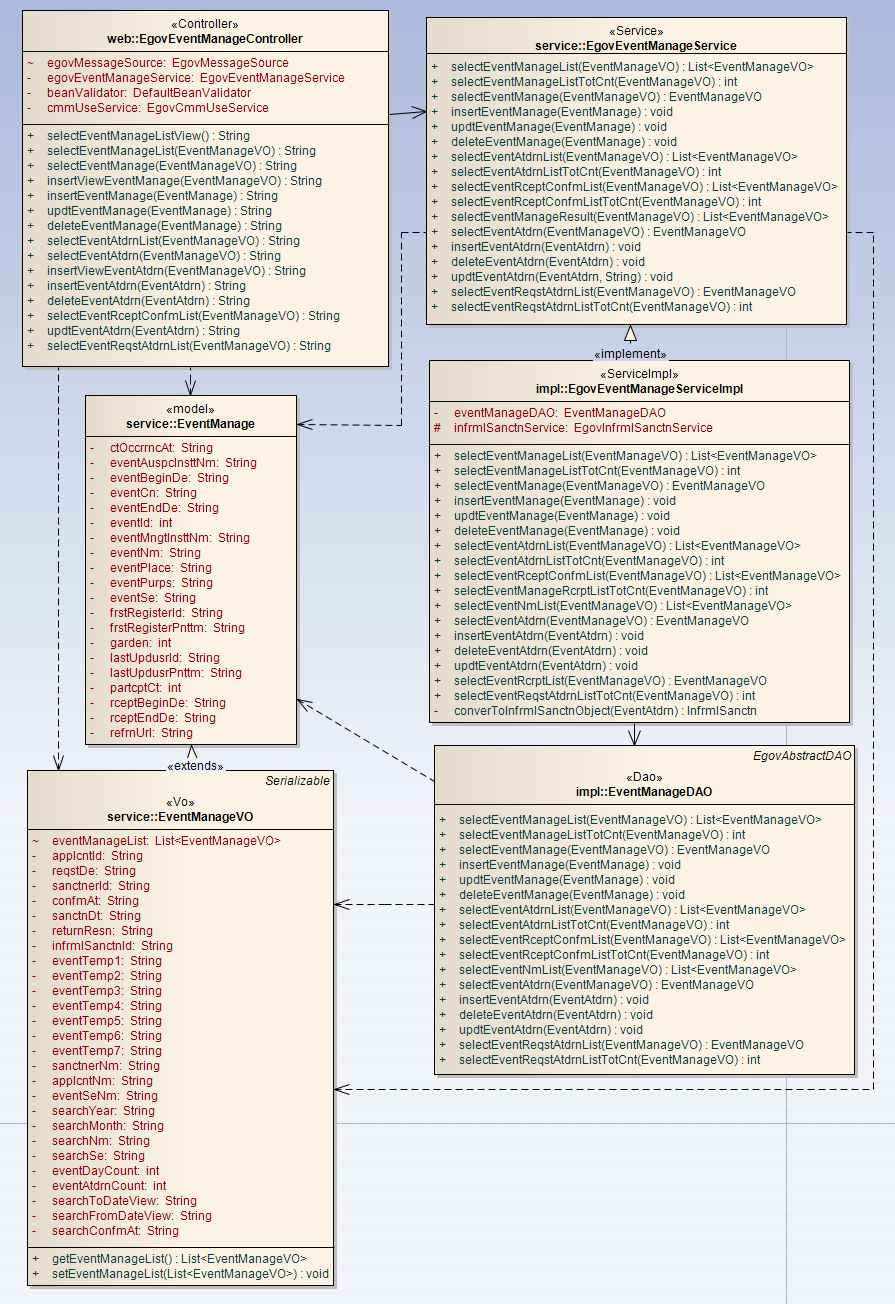 «Controller»
web::EgovEventManageController
~ egovMessageSource: EgovMessageSource
- egovEventManageService: EgovEventManageService
- beanValidator: DefaultBeanValidator
- cmmUseService: EgovCmmUseService
+ selectEventManageListView() : String
+ selectEventManageList(EventManageVO) : String
+ selectEventManage(EventManageVO) : String
+ insertViewEventManage(EventManageVO) : String
+ insertEventManage(EventManage) : String
+ updtEventManage(EventManage) : String
+ deleteEventManage(EventManage) : String
+ selectEventAtdrnList(EventManageVO) : String
+ selectEventAtdrn(EventManageVO) : String
+ insertViewEventAtdrn(EventManageVO) : String
+ insertEventAtdrn(EventAtdrn) : String
+ deleteEventAtdrn(EventAtdrn) : String
+ selectEventRceptConfmList(EventManageVO) : String
+ updtEventAtdrn(EventAtdrn) : String
+ selectEventReqstAtdrnList(EventManageVO) : String
«Service»
service::EgovEventManageService
+ selectEventManageList(EventManageVO) : List<EventManageVO>
+ selectEventManageListTotCnt(EventManageVO) : int
+ selectEventManage(EventManageVO) : EventManageVO
+ insertEventManage(EventManage) : void
+ updtEventManage(EventManage) : void
+ deleteEventManage(EventManage) : void
+ selectEventAtdrnList(EventManageVO) : List<EventManageVO>
+ selectEventAtdrnListTotCnt(EventManageVO) : int
+ selectEventRceptConfmList(EventManageVO) : List<EventManageVO>
+ selectEventRceptConfmListTotCnt(EventManageVO) : int
+ selectEventManageResult(EventManageVO) : List<EventManageVO>
+ selectEventAtdrn(EventManageVO) : EventManageVO
+ insertEventAtdrn(EventAtdrn) : void
+ deleteEventAtdrn(EventAtdrn) : void
+ updtEventAtdrn(EventAtdrn, String) : void
+ selectEventReqstAtdrnList(EventManageVO) : EventManageVO
+ selectEventReqstAtdrnListTotCnt(EventManageVO) : int
«implement»
«ServiceImpl»
impl::EgovEventManageServiceImpl
- eventManageDAO: EventManageDAO
# infrmlSanctnService: EgovInfrmlSanctnService
+ selectEventManageList(EventManageVO) : List<EventManageVO>
+ selectEventManageListTotCnt(EventManageVO) : int
+ selectEventManage(EventManageVO) : EventManageVO
+ insertEventManage(EventManage) : void
+ updtEventManage(EventManage) : void
+ deleteEventManage(EventManage) : void
+ selectEventAtdrnList(EventManageVO) : List<EventManageVO>
+ selectEventAtdrnListTotCnt(EventManageVO) : int
+ selectEventRceptConfmList(EventManageVO) : List<EventManageVO>
+ selectEventManageRcrptListTotCnt(EventManageVO) : int
+ selectEventNmList(EventManageVO) : List<EventManageVO>
+ selectEventAtdrn(EventManageVO) : EventManageVO
+ insertEventAtdrn(EventAtdrn) : void
+ deleteEventAtdrn(EventAtdrn) : void
+ updtEventAtdrn(EventAtdrn) : void
+ selectEventRcrptList(EventManageVO) : EventManageVO
+ selectEventReqstAtdrnListTotCnt(EventManageVO) : int
- converToInfrmlSanctnObject(EventAtdrn) : InfrmlSanctn
«model»
service::EventManage
- ctOccrrncAt: String
- eventAuspcInsttNm: String
- eventBeginDe: String
- eventCn: String
- eventEndDe: String
- eventId: int
- eventMngtInsttNm: String
- eventNm: String
- eventPlace: String
- eventPurps: String
- eventSe: String
- frstRegisterId: String
- frstRegisterPnttm: String
- garden: int
- lastUpdusrId: String
- lastUpdusrPnttm: String
- partcptCt: int
- rceptBeginDe: String
- rceptEndDe: String
- refrnUrl: String
«extends»
Serializable
«Vo»
service::EventManageVO
~ eventManageList: List<EventManageVO>
- applcntId: String
- reqstDe: String
- sanctnerId: String
- confmAt: String
- sanctnDt: String
- returnResn: String
- infrmlSanctnId: String
- eventTemp1: String
- eventTemp2: String
- eventTemp3: String
- eventTemp4: String
- eventTemp5: String
- eventTemp6: String
- eventTemp7: String
- sanctnerNm: String
- applcntNm: String
- eventSeNm: String
- searchYear: String
- searchMonth: String
- searchNm: String
- searchSe: String
- eventDayCount: int
- eventAtdrnCount: int
- searchToDateView: String
- searchFromDateView: String
- searchConfmAt: String
+ getEventManageList() : List<EventManageVO>
+ setEventManageList(List<EventManageVO>) : void
EgovAbstractDAO
«Dao»
impl::EventManageDAO
+ selectEventManageList(EventManageVO) : List<EventManageVO>
+ selectEventManageListTotCnt(EventManageVO) : int
+ selectEventManage(EventManageVO) : EventManageVO
+ insertEventManage(EventManage) : void
+ updtEventManage(EventManage) : void
+ deleteEventManage(EventManage) : void
+ selectEventAtdrnList(EventManageVO) : List<EventManageVO>
+ selectEventAtdrnListTotCnt(EventManageVO) : int
+ selectEventRceptConfmList(EventManageVO) : List<EventManageVO>
+ selectEventRceptConfmListTotCnt(EventManageVO) : int
+ selectEventNmList(EventManageVO) : List<EventManageVO>
+ selectEventAtdrn(EventManageVO) : EventManageVO
+ insertEventAtdrn(EventAtdrn) : void
+ deleteEventAtdrn(EventAtdrn) : void
+ updtEventAtdrn(EventAtdrn) : void
+ selectEventReqstAtdrnList(EventManageVO) : EventManageVO
+ selectEventReqstAtdrnListTotCnt(EventManageVO) : int